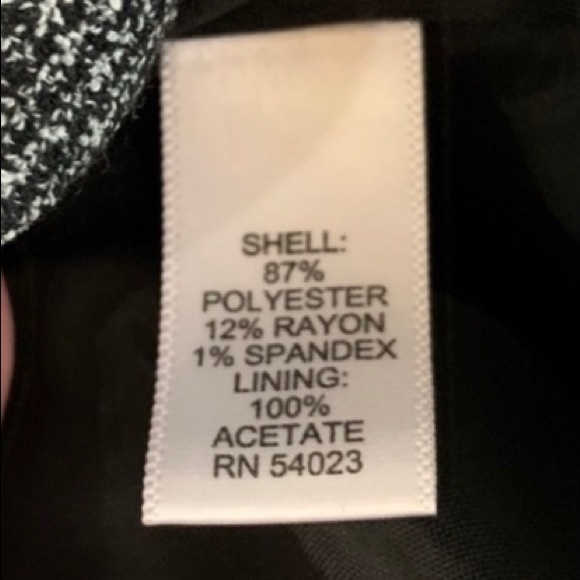 SHELL:
87%
POLYESTER
12% RAYON
1% SPANDEX
LINING:
100%
ACETATE
RN 54023